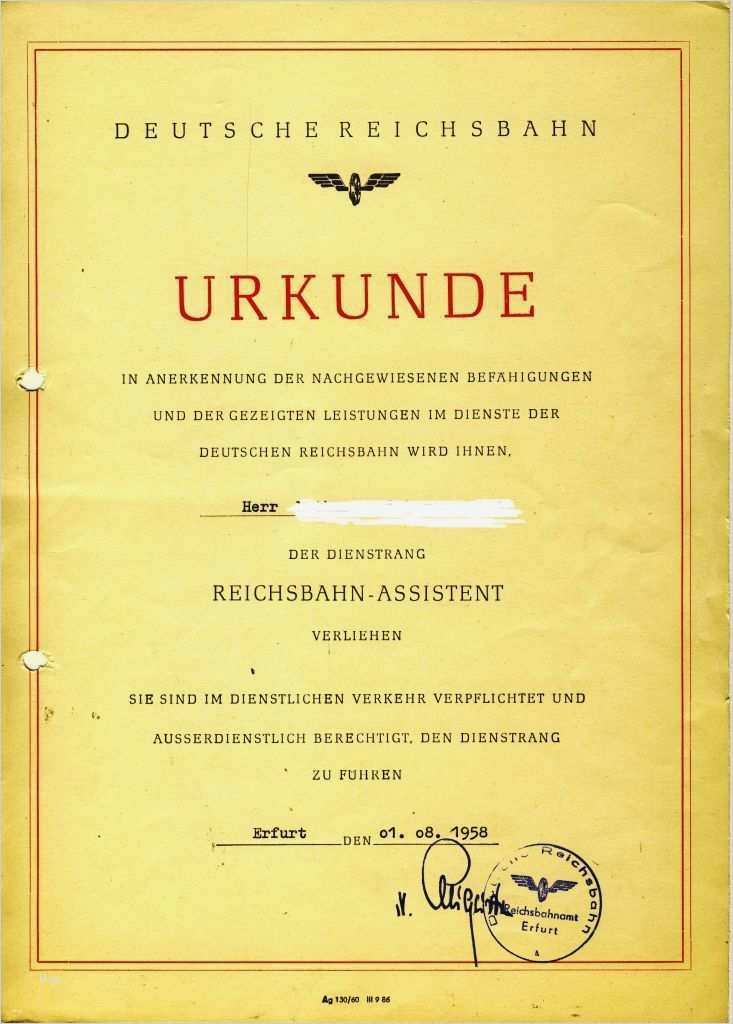 DEUTSCHE REICHSBAHN
URKUNDE
IN ANERKENNUNG DER NACHGEWIESENEN BEFÄHIGUNGEN
UND DER GEZEIGTEN LEISTUNGEN IM DIENSTE DER
DEUTSCHEN REICHSBAHN WIRD IHNEN,
Herr
DER DIENSTRANG
REICHSBAHN-ASSISTENT
VERLIEHEN
SIE SIND IM DIENSTLICHEN VERKEHR VERPFLICHTET UND
AUSSERDIENSTLICH BERECHTIGT, DEN DIENSTRANG
ZU FÜHREN
Erfurt DEN 01. 08. 1958
Deutsche Reichsbahn
Reichsbahnamt
Erfurt
Ag 130/60 III 9 86